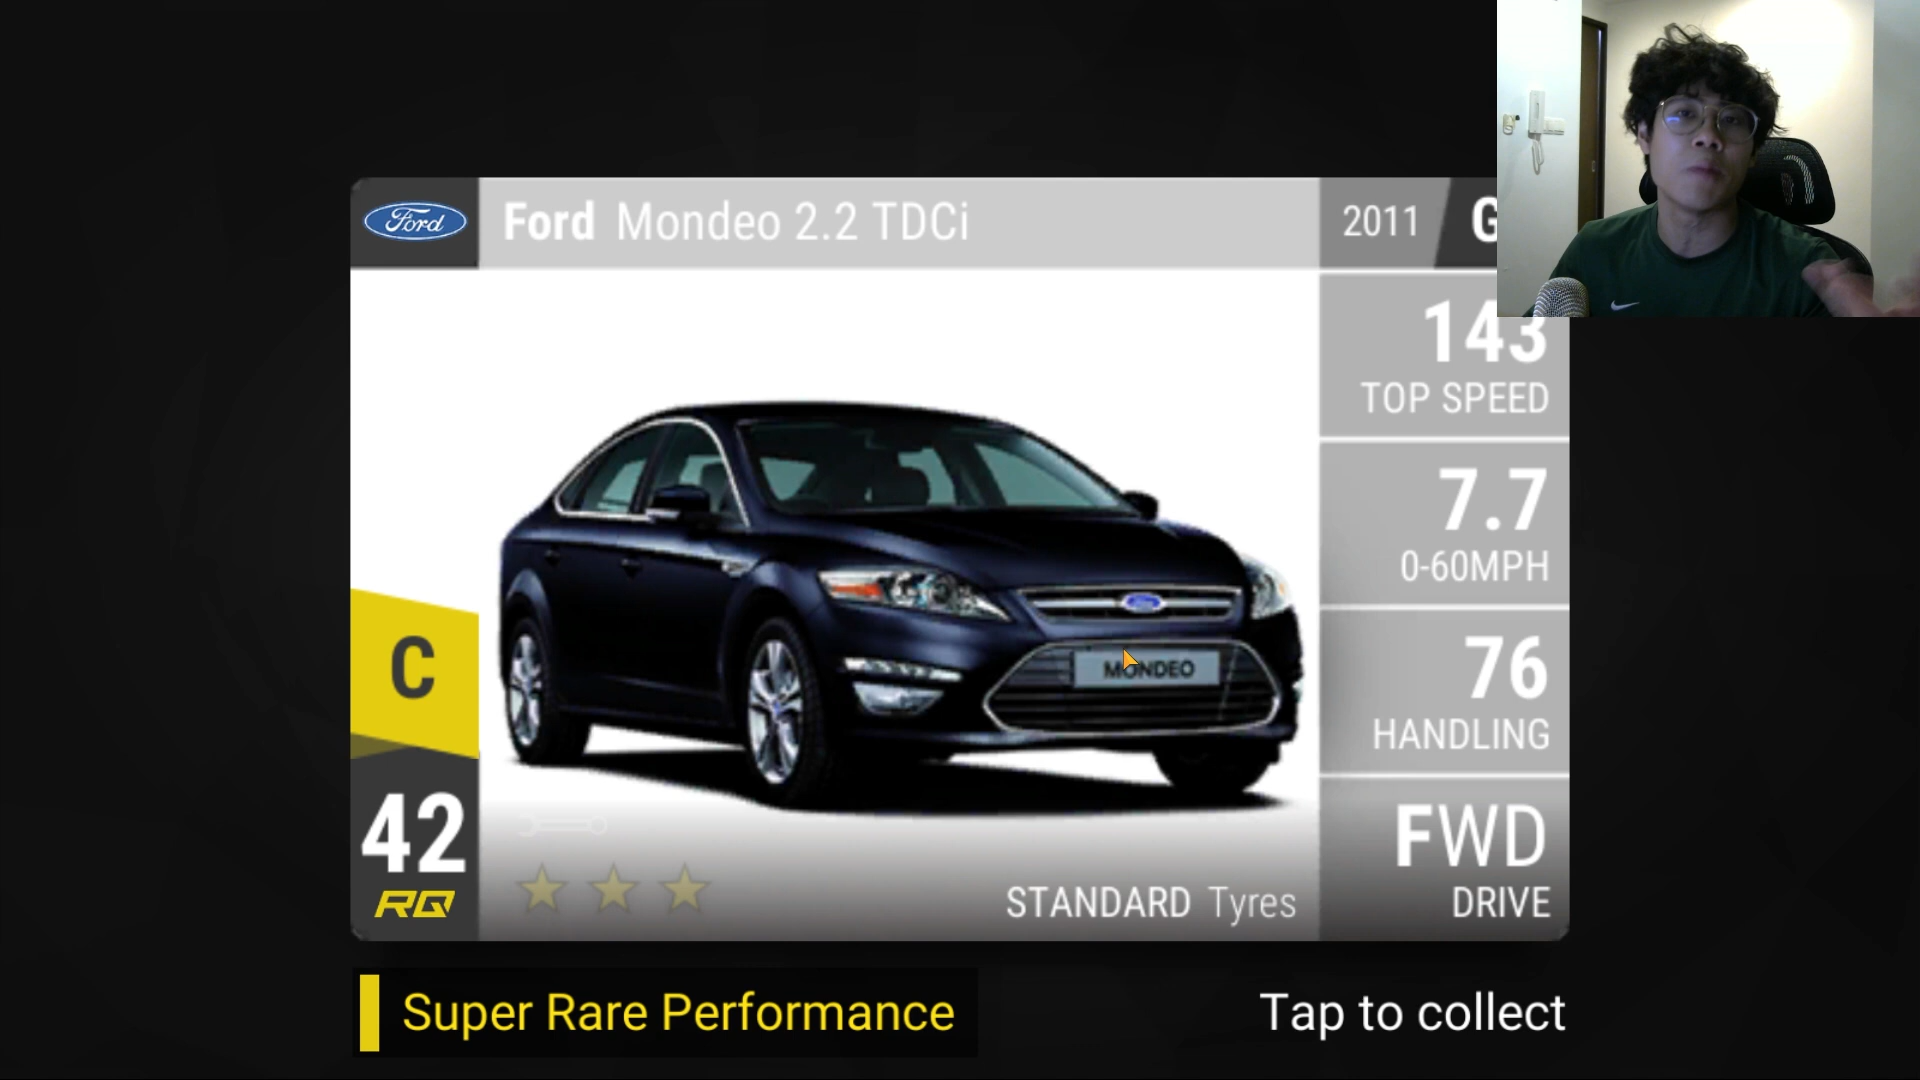 Ford
Ford Mondeo 2.2 TDCi
2011
G
143
TOP SPEED
7.7
0-60MPH
MONDEO
76
HANDLING
C
42
RQ
STANDARD Tyres
FWD
DRIVE
Super Rare Performance
Tap to collect